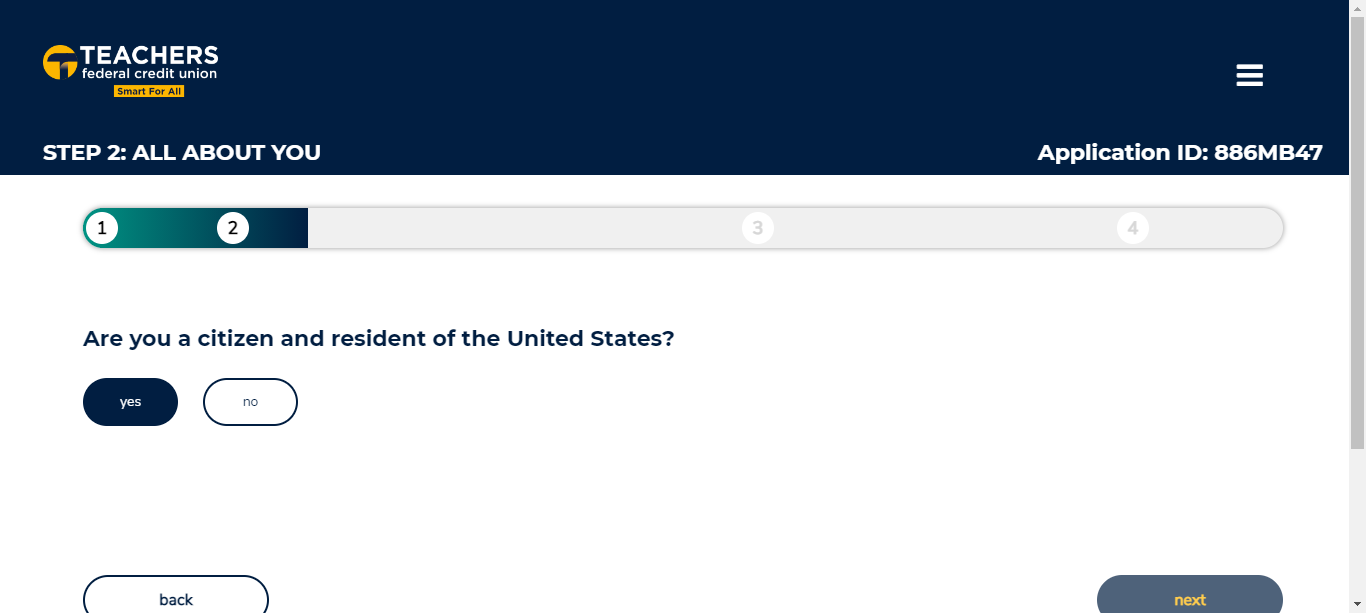 TEACHERS
federal credit union
Smart For All
STEP 2: ALL ABOUT YOU
Application ID: 886MB47
1 2 3 4
Are you a citizen and resident of the United States?
yes no
back next